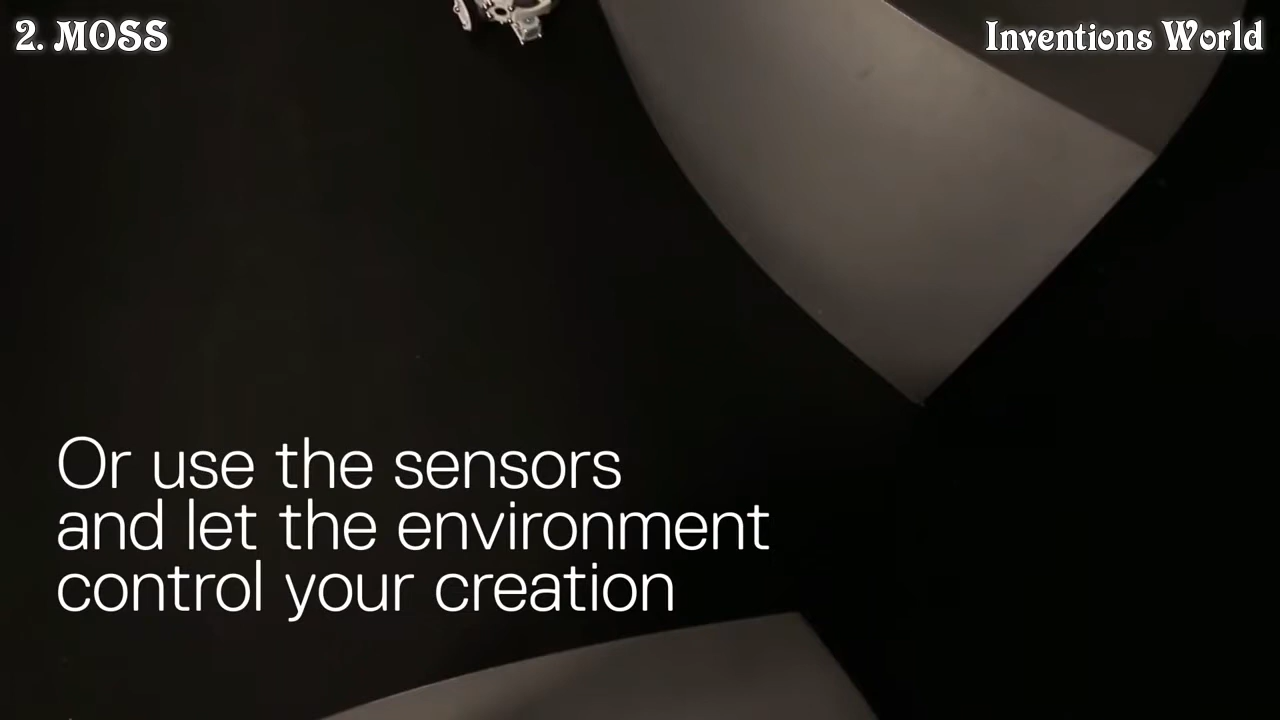 2. MOSS
Inventions World
Or use the sensors
and let the environment
control your creation